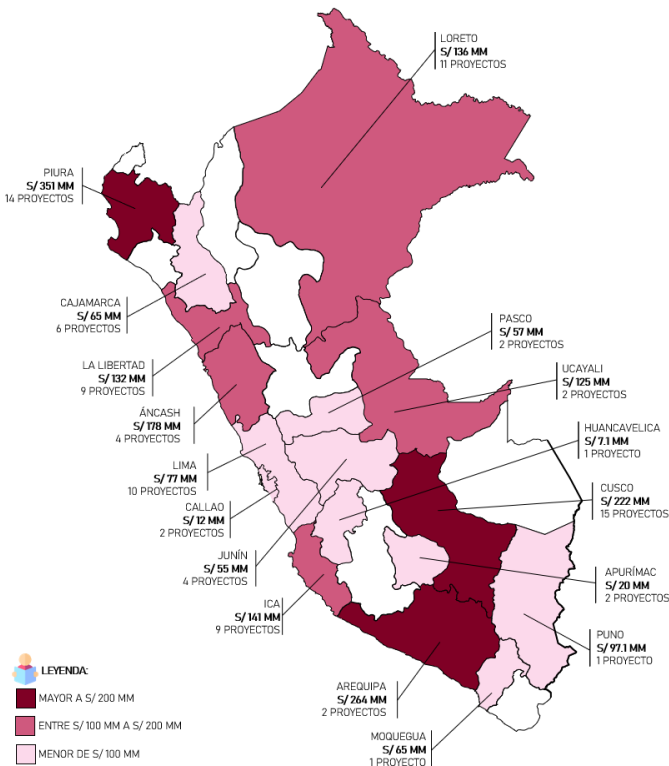 LORETO
S/ 136 MM
11 PROYECTOS
PIURA
S/ 351 MM
14 PROYECTOS
CAJAMARCA
S/ 65 MM
6 PROYECTOS
PASCO
S/ 57 MM
2 PROYECTOS
LA LIBERTAD
S/ 132 MM
9 PROYECTOS
UCAYALI
S/ 125 MM
2 PROYECTOS
ÁNCASH
S/ 178 MM
4 PROYECTOS
HUANCAVELICA
S/ 7.1 MM
1 PROYECTO
LIMA
S/ 77 MM
10 PROYECTOS
CUSCO
S/ 222 MM
15 PROYECTOS
CALLAO
S/ 12 MM
2 PROYECTOS
JUNÍN
S/ 55 MM
4 PROYECTOS
APURÍMAC
S/ 20 MM
2 PROYECTOS
ICA
S/ 141 MM
9 PROYECTOS
PUNO
S/ 97.1 MM
1 PROYECTO
AREQUIPA
S/ 264 MM
2 PROYECTOS
MOQUEGUA
S/ 65 MM
1 PROYECTO
LEYENDA:
MAYOR A S/ 200 MM
ENTRE S/ 100 MM A S/ 200 MM
MENOR DE S/ 100 MM